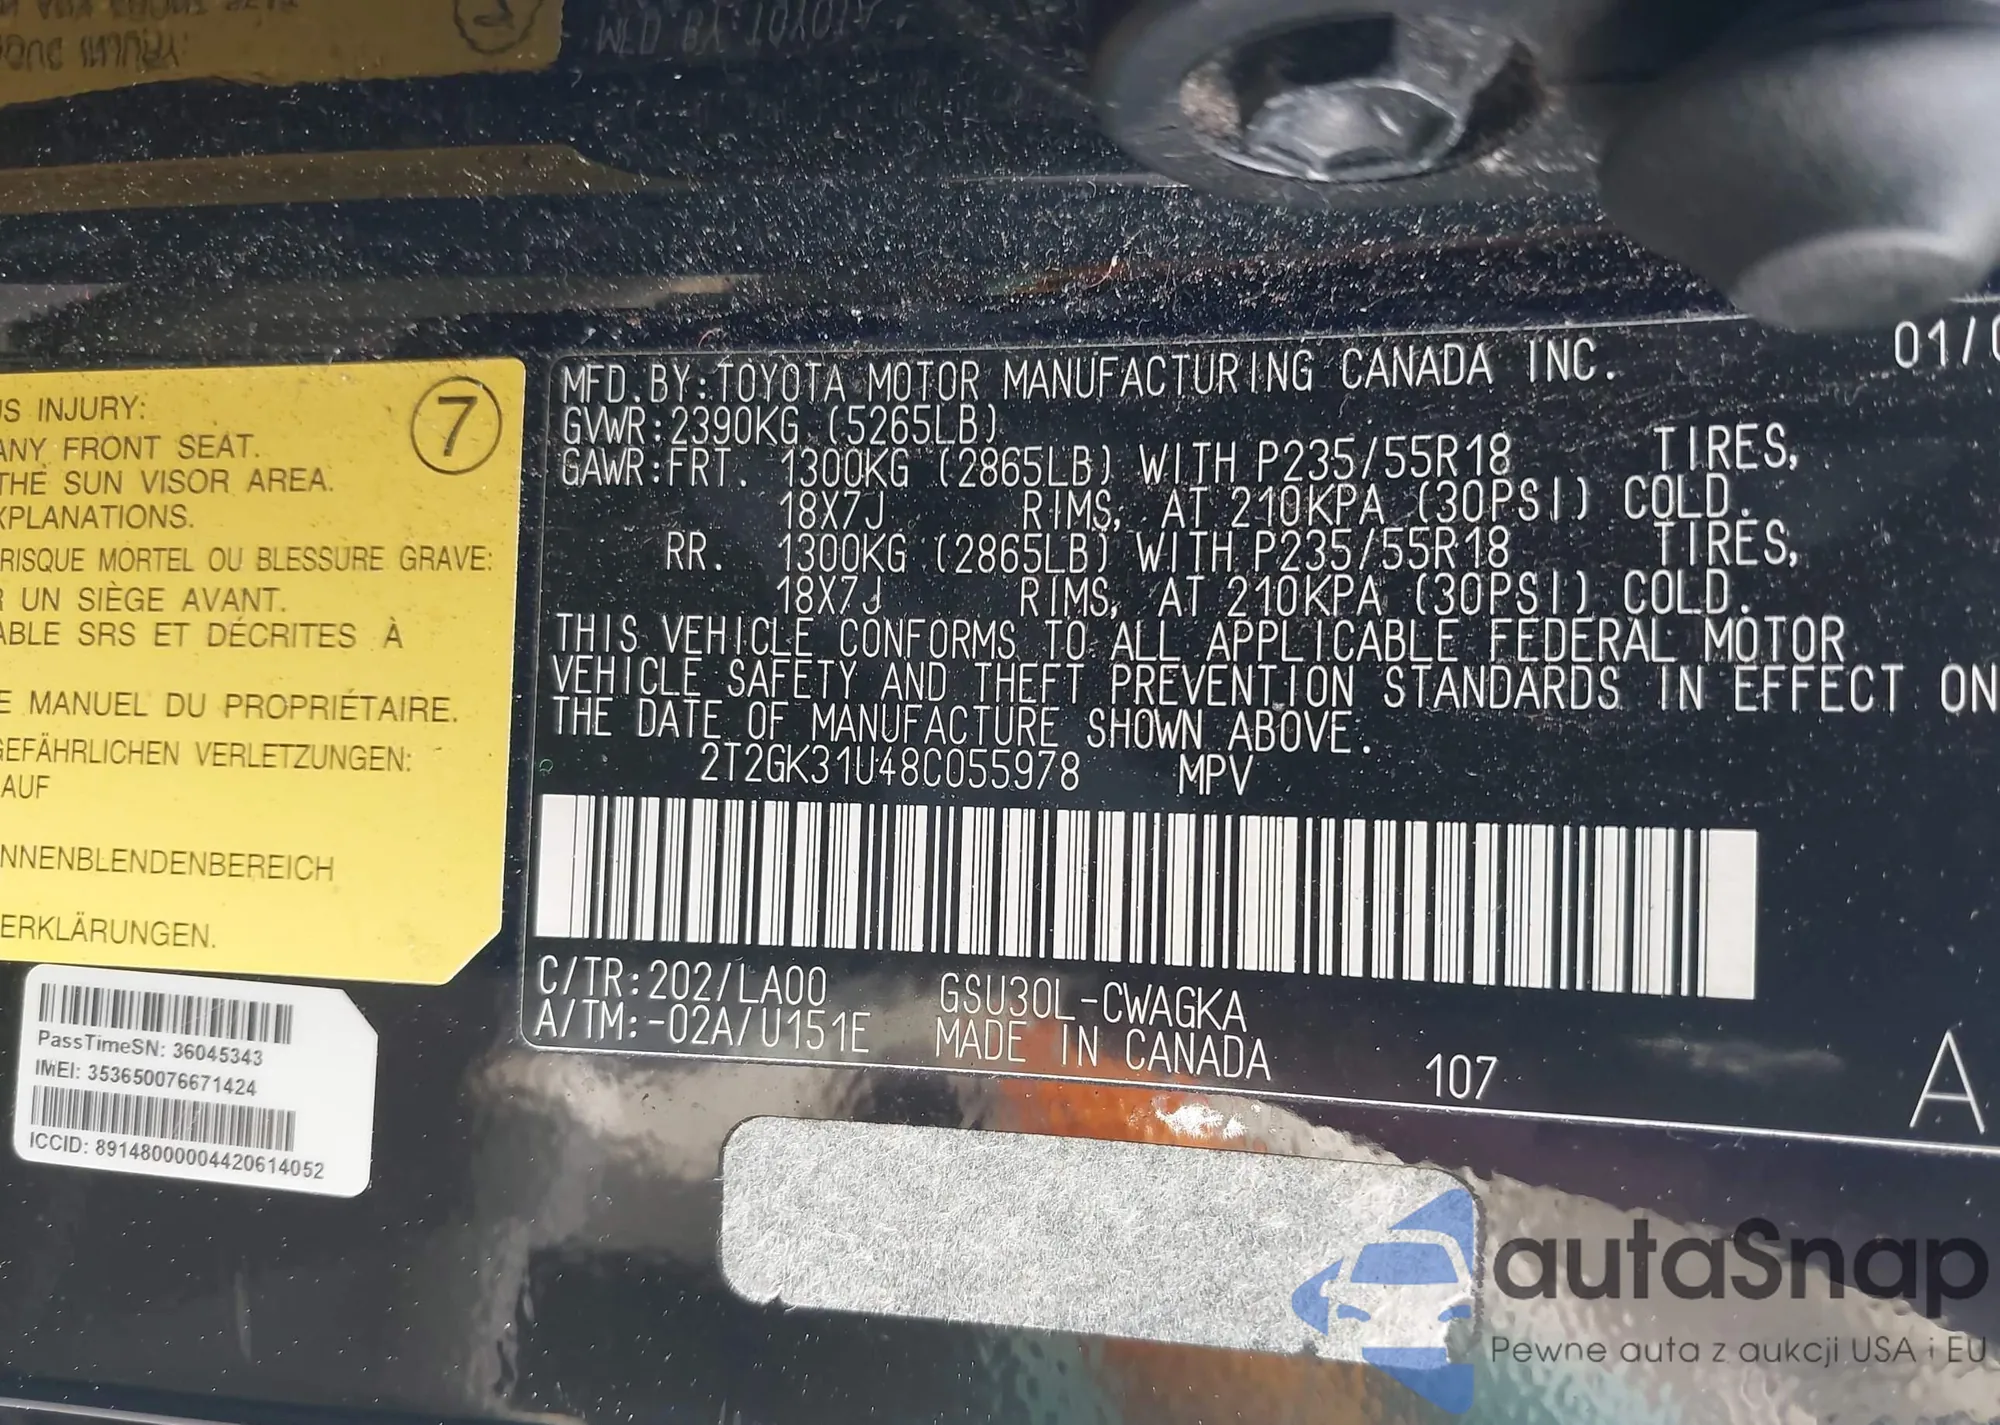 US INJURY:
ANY FRONT SEAT.
THE SUN VISOR AREA.
XPLANATIONS.
7
RISQUE MORTEL OU BLESSURE GRAVE:
R UN SIÈGE AVANT.
ABLE SRS ET DÉCRITES À
E MANUEL DU PROPRIÉTAIRE.
GEFÄHRLICHEN VERLETZUNGEN:
AUF
NNENBLENDENBEREICH
ERKLÄRUNGEN.
01/0
MFD.BY:TOYOTA MOTOR MANUFACTURING CANADA INC.
GVWR:2390KG (5265LB)
GAWR:FRT. 1300KG (2865LB) WITH P235/55R18 TIRES,
18X7J RIMS, AT 210KPA (30PSI) COLD.
RR. 1300KG (2865LB) WITH P235/55R18 TIRES,
18X7J RIMS, AT 210KPA (30PSI) COLD.
THIS VEHICLE CONFORMS TO ALL APPLICABLE FEDERAL MOTOR
VEHICLE SAFETY AND THEFT PREVENTION STANDARDS IN EFFECT ON
THE DATE OF MANUFACTURE SHOWN ABOVE.
2T2GK31U48C055978 MPV
C/TR:202/LA00 GSU30L-CWAGKA
A/TM:-02A/U151E MADE IN CANADA
107
A
PassTimeSN: 36045343
IMEI: 353650076671424
ICCID: 89148000004420614052
autaSnap
Pewne auta z aukcji USA i EU